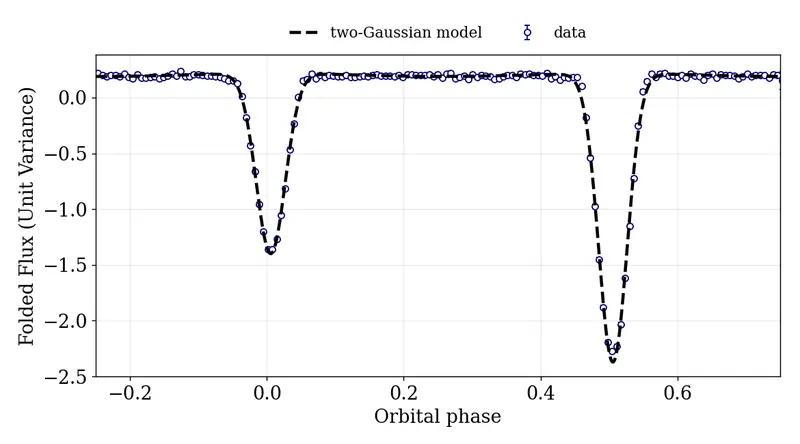 two-Gaussian model
data
Folded Flux (Unit Variance)
0.0
−0.5
−1.0
−1.5
−2.0
−2.5
−0.2
0.0
0.2
0.4
0.6
Orbital phase